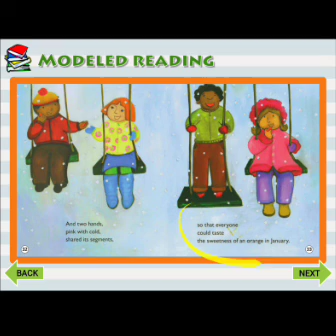 MODELED READING
And two hands,
pink with cold,
shared its segments,
so that everyone
could taste
the sweetness of an orange in January.
BACK
NEXT